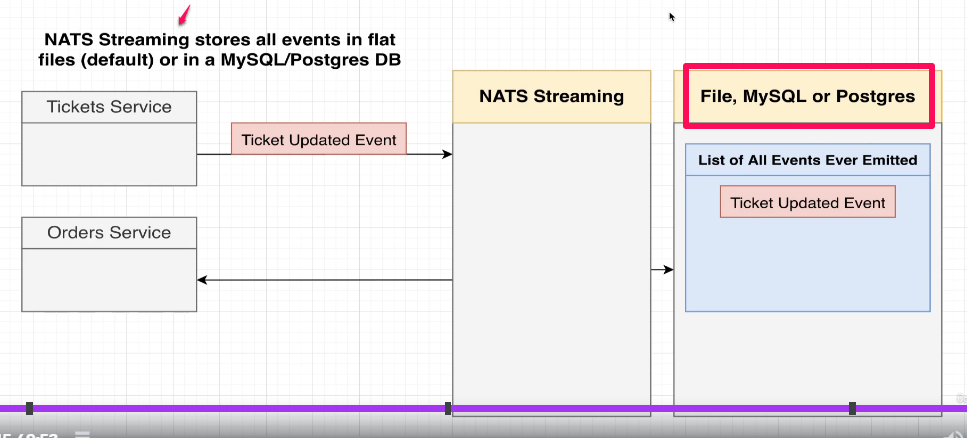 NATS Streaming stores all events in flat
files (default) or in a MySQL/Postgres DB
Tickets Service
Ticket Updated Event
Orders Service
NATS Streaming
File, MySQL or Postgres
List of All Events Ever Emitted
Ticket Updated Event